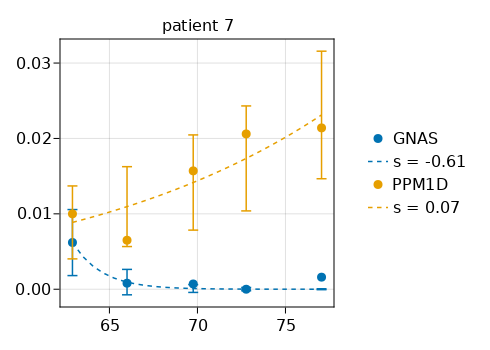 patient 7
0.03
0.02
0.01
0.00
65
70
75
GNAS
s = -0.61
PPM1D
s = 0.07